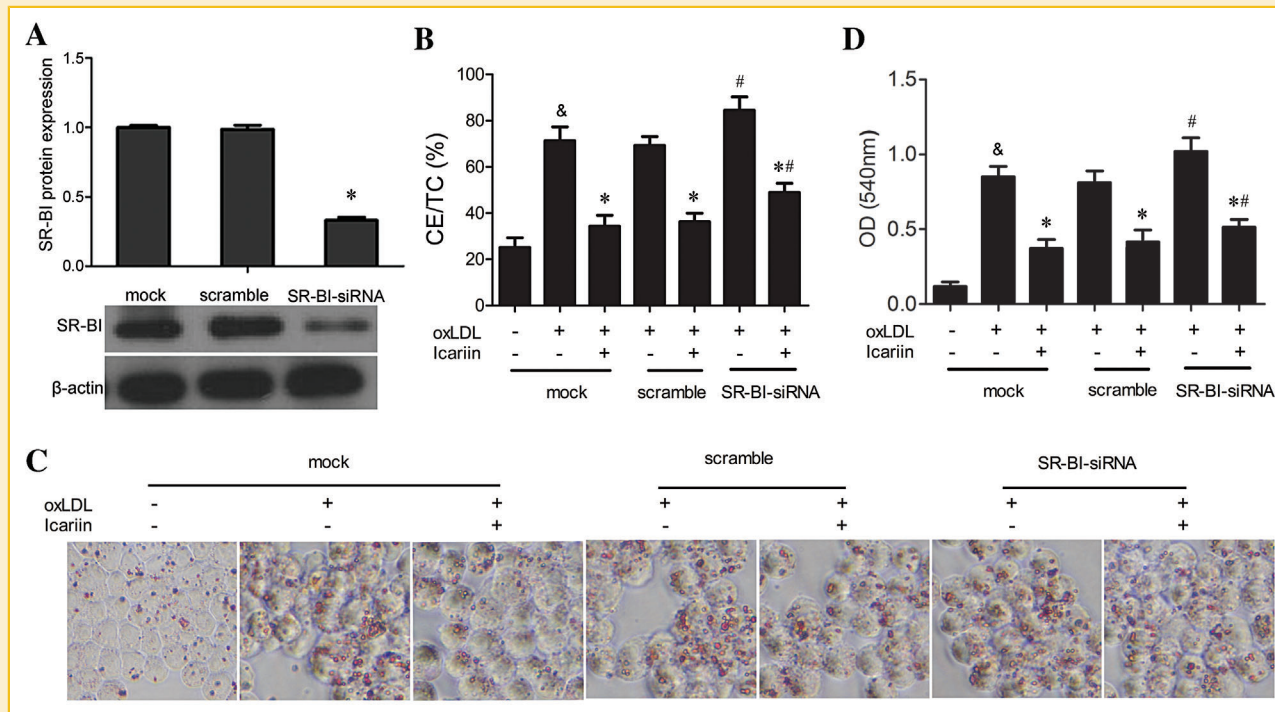 A
SR-BI protein expression
1.5
1.0
0.5
0.0
*
mock scramble SR-BI-siRNA
SR-BI
β-actin
B
CE/TC (%)
100
80
60
40
20
0
& * * # *#
oxLDL - + + + + + +
Icariin - - + - + - +
mock scramble SR-BI-siRNA
D
OD (540nm)
1.5
1.0
0.5
0.0
& * * # *#
oxLDL - + + + + + +
Icariin - - + - + - +
mock scramble SR-BI-siRNA
C
mock scramble SR-BI-siRNA
oxLDL - + + + + + +
Icariin - - + - + - +